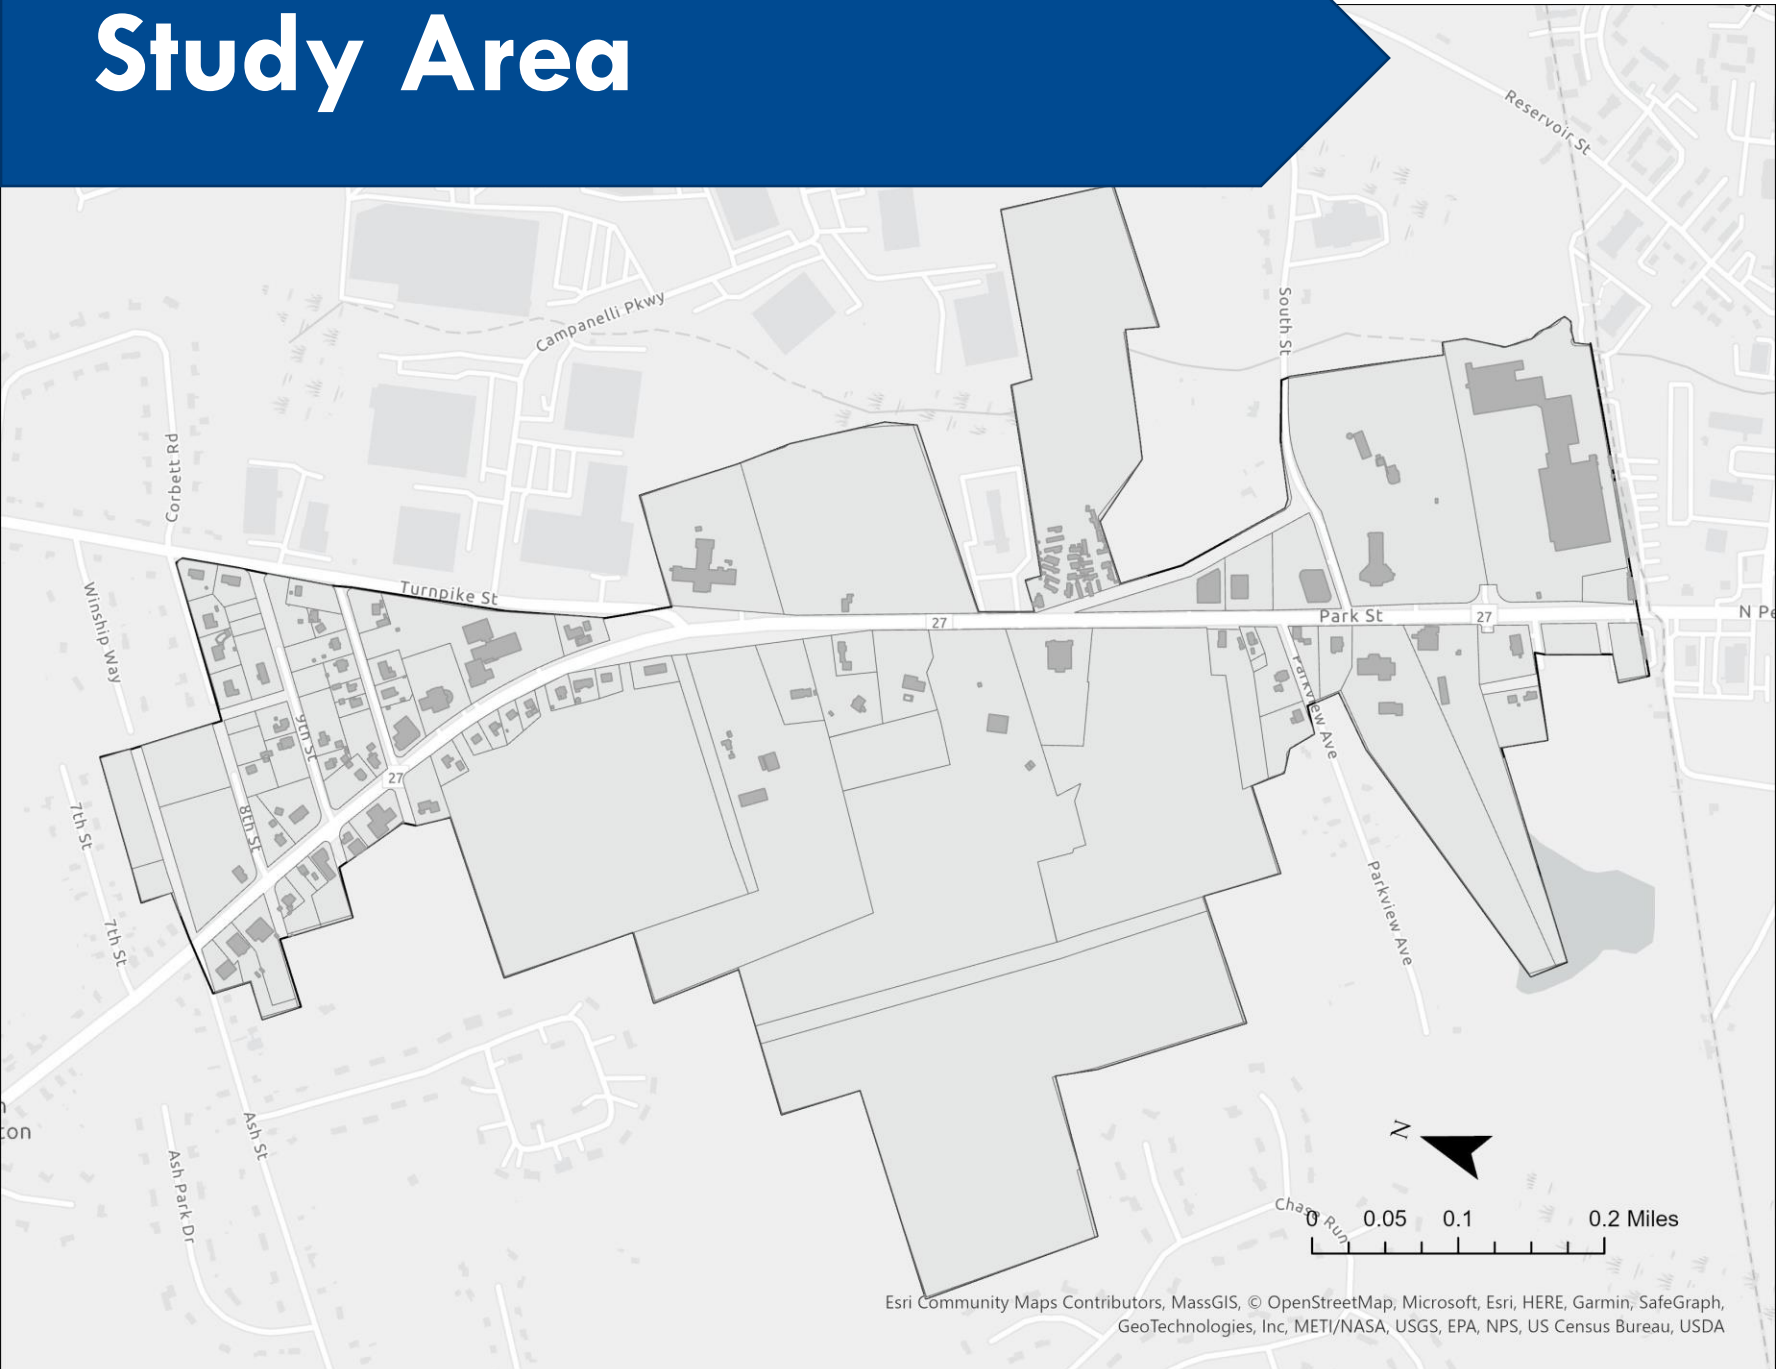 Study Area
Reservoir St
Campanelli Pkwy
South St
Corbett Rd
Turnpike St
Winship Way
27
Park St
27
N Pe
Parkview Ave
9th St
27
7th St
8th St
7th St
Parkview Ave
ton
Ash St
Ash Park Dr
N
Chase Run
0 0.05 0.1 0.2 Miles
Esri Community Maps Contributors, MassGIS, © OpenStreetMap, Microsoft, Esri, HERE, Garmin, SafeGraph,
GeoTechnologies, Inc, METI/NASA, USGS, EPA, NPS, US Census Bureau, USDA